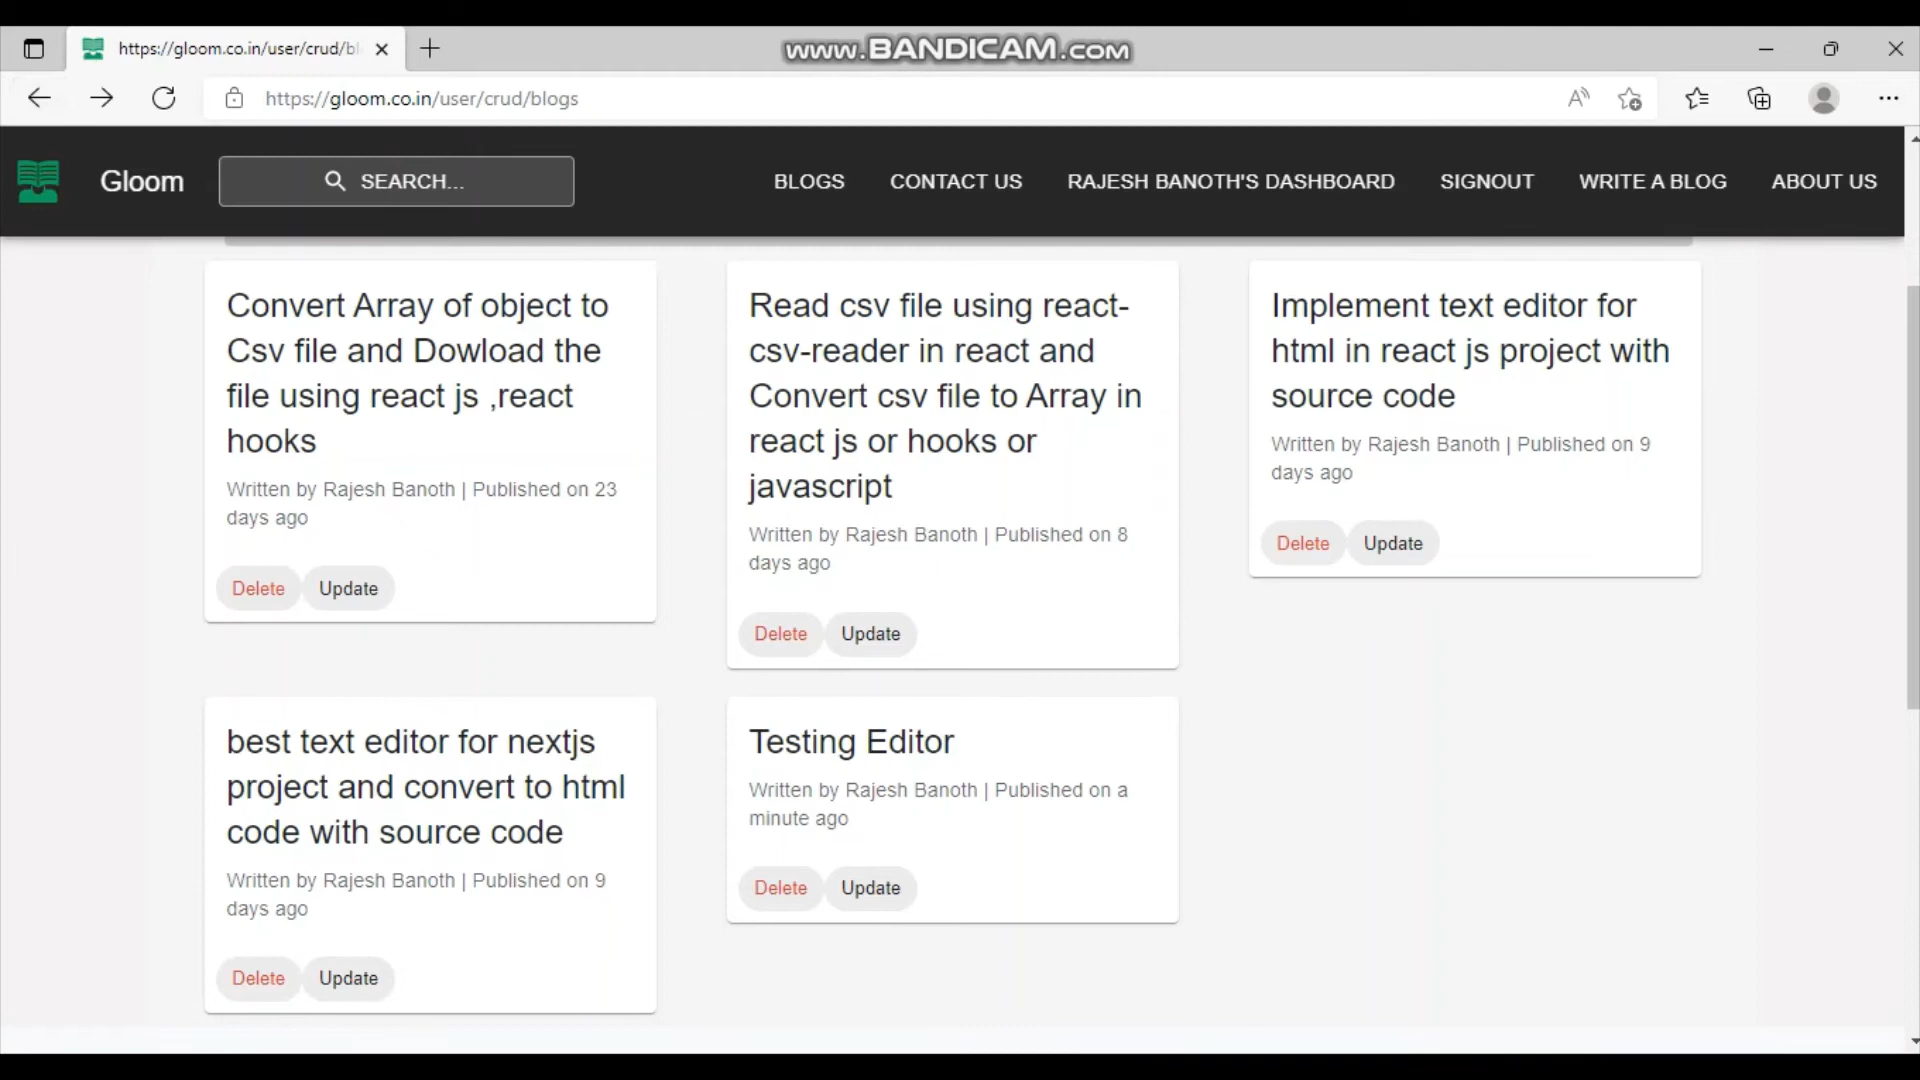 https://gloom.co.in/user/crud/bl
www.BANDICAM.com
https://gloom.co.in/user/crud/blogs
Gloom
SEARCH...
BLOGS
CONTACT US
RAJESH BANOTH'S DASHBOARD
SIGNOUT
WRITE A BLOG
ABOUT US
Convert Array of object to
Csv file and Dowload the
file using react js ,react
hooks
Written by Rajesh Banoth | Published on 23
days ago
Delete
Update
Read csv file using react-
csv-reader in react and
Convert csv file to Array in
react js or hooks or
javascript
Written by Rajesh Banoth | Published on 8
days ago
Delete
Update
Implement text editor for
html in react js project with
source code
Written by Rajesh Banoth | Published on 9
days ago
Delete
Update
best text editor for nextjs
project and convert to html
code with source code
Written by Rajesh Banoth | Published on 9
days ago
Delete
Update
Testing Editor
Written by Rajesh Banoth | Published on a
minute ago
Delete
Update